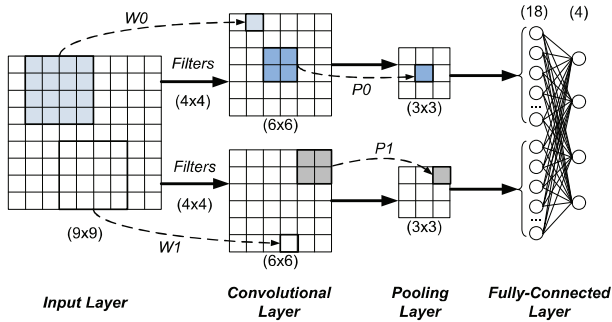 W0
(18)
(4)
Filters
(4x4)
P0
(6x6)
(3x3)
...
Filters
(4x4)
P1
(9x9)
W1
(6x6)
(3x3)
...
Input Layer
Convolutional
Layer
Pooling
Layer
Fully-Connected
Layer